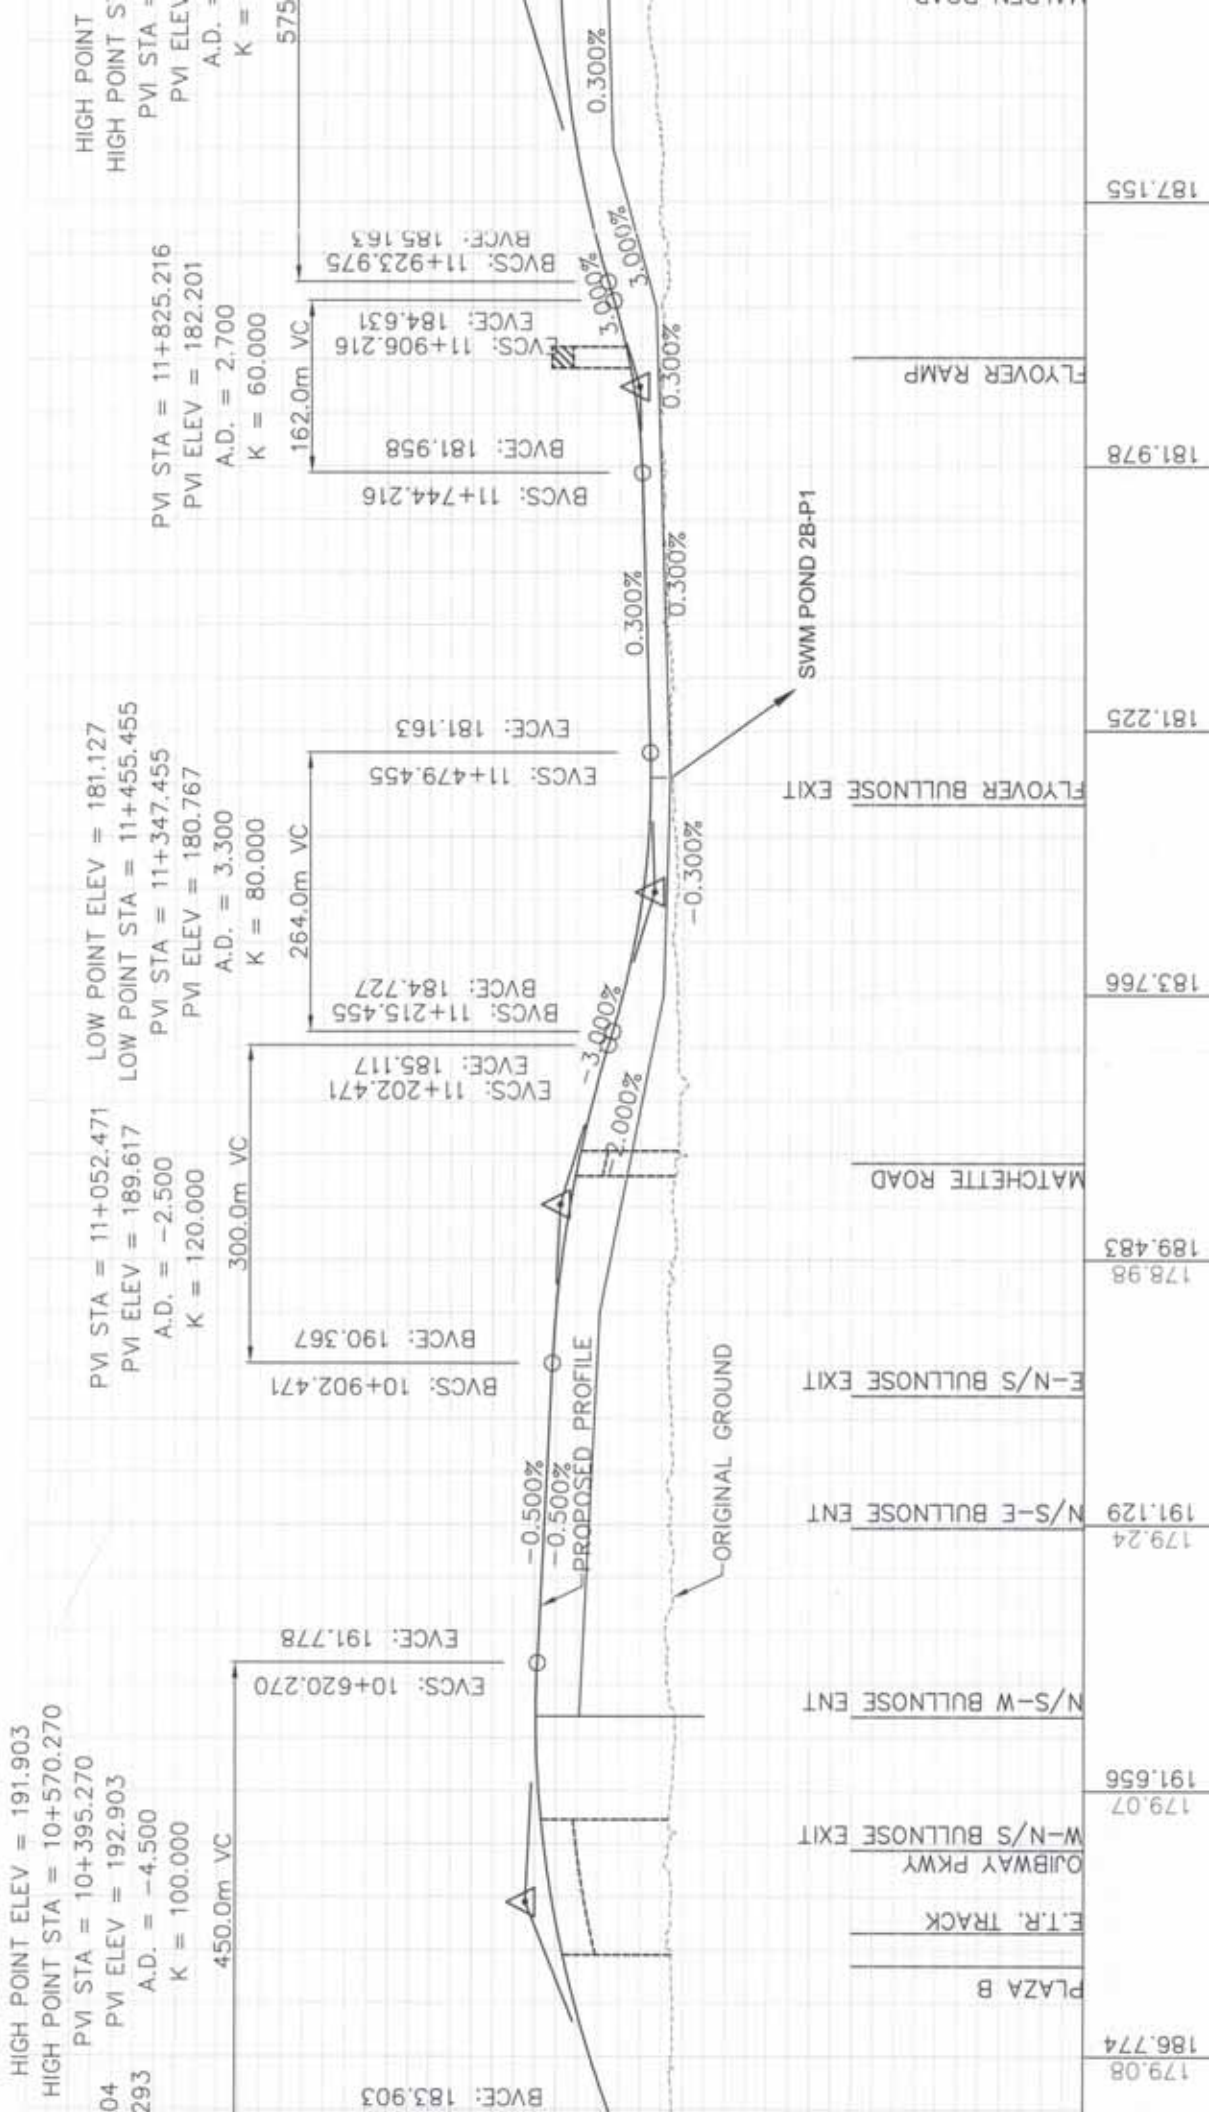 HIGH POINT ELEV = 191.903
HIGH POINT STA = 10+570.270
PVI STA = 10+395.270
PVI ELEV = 192.903
A.D. = -4.500
K = 100.000
450.0m VC
04
293
BVCE: 183.903
EVCS: 10+620.270
EVCE: 191.778
PVI STA = 11+052.471
PVI ELEV = 189.617
A.D. = -2.500
K = 120.000
300.0m VC
BVCS: 10+902.471
BVCE: 190.367
EVCS: 11+202.471
EVCE: 185.117
LOW POINT ELEV = 181.127
LOW POINT STA = 11+455.455
PVI STA = 11+347.455
PVI ELEV = 180.767
A.D. = 3.300
K = 80.000
264.0m VC
BVCS: 11+215.455
BVCE: 184.727
EVCS: 11+479.455
EVCE: 181.163
PVI STA = 11+825.216
PVI ELEV = 182.201
A.D. = 2.700
K = 60.000
162.0m VC
BVCS: 11+744.216
BVCE: 181.958
EVCS: 11+906.216
EVCE: 184.631
HIGH POINT
HIGH POINT S
PVI STA =
PVI ELEV
A.D. =
K =
575
BVCS: 11+923.975
BVCE: 185.163
-0.500%
-0.500%
PROPOSED PROFILE
ORIGINAL GROUND
-2.000%
-3.000%
-0.300%
0.300%
0.300%
SWM POND 2B-P1
0.300%
3.000%
3.000%
0.300%
PLAZA B
E.T.R. TRACK
OJIBWAY PKWY
W-N/S BULLNOSE EXIT
N/S-W BULLNOSE ENT
N/S-E BULLNOSE ENT
E-N/S BULLNOSE EXIT
MATCHETTE ROAD
FLYOVER BULLNOSE EXIT
FLYOVER RAMP
186.774
179.08
191.656
179.07
191.129
179.24
189.483
178.98
183.766
181.225
181.978
187.155